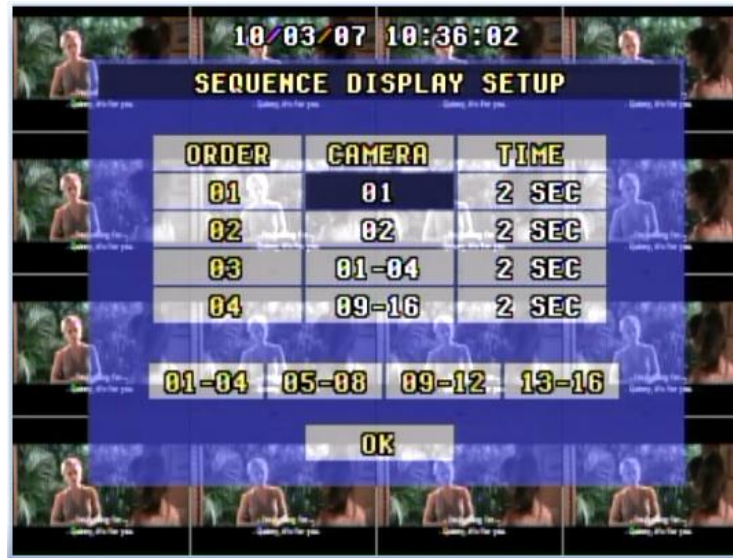 10/03/07 10:36:02
SEQUENCE DISPLAY SETUP
ORDER CAMERA TIME
01 01 2 SEC
02 02 2 SEC
03 01-04 2 SEC
04 09-16 2 SEC
01-04 05-08 09-12 13-16
OK